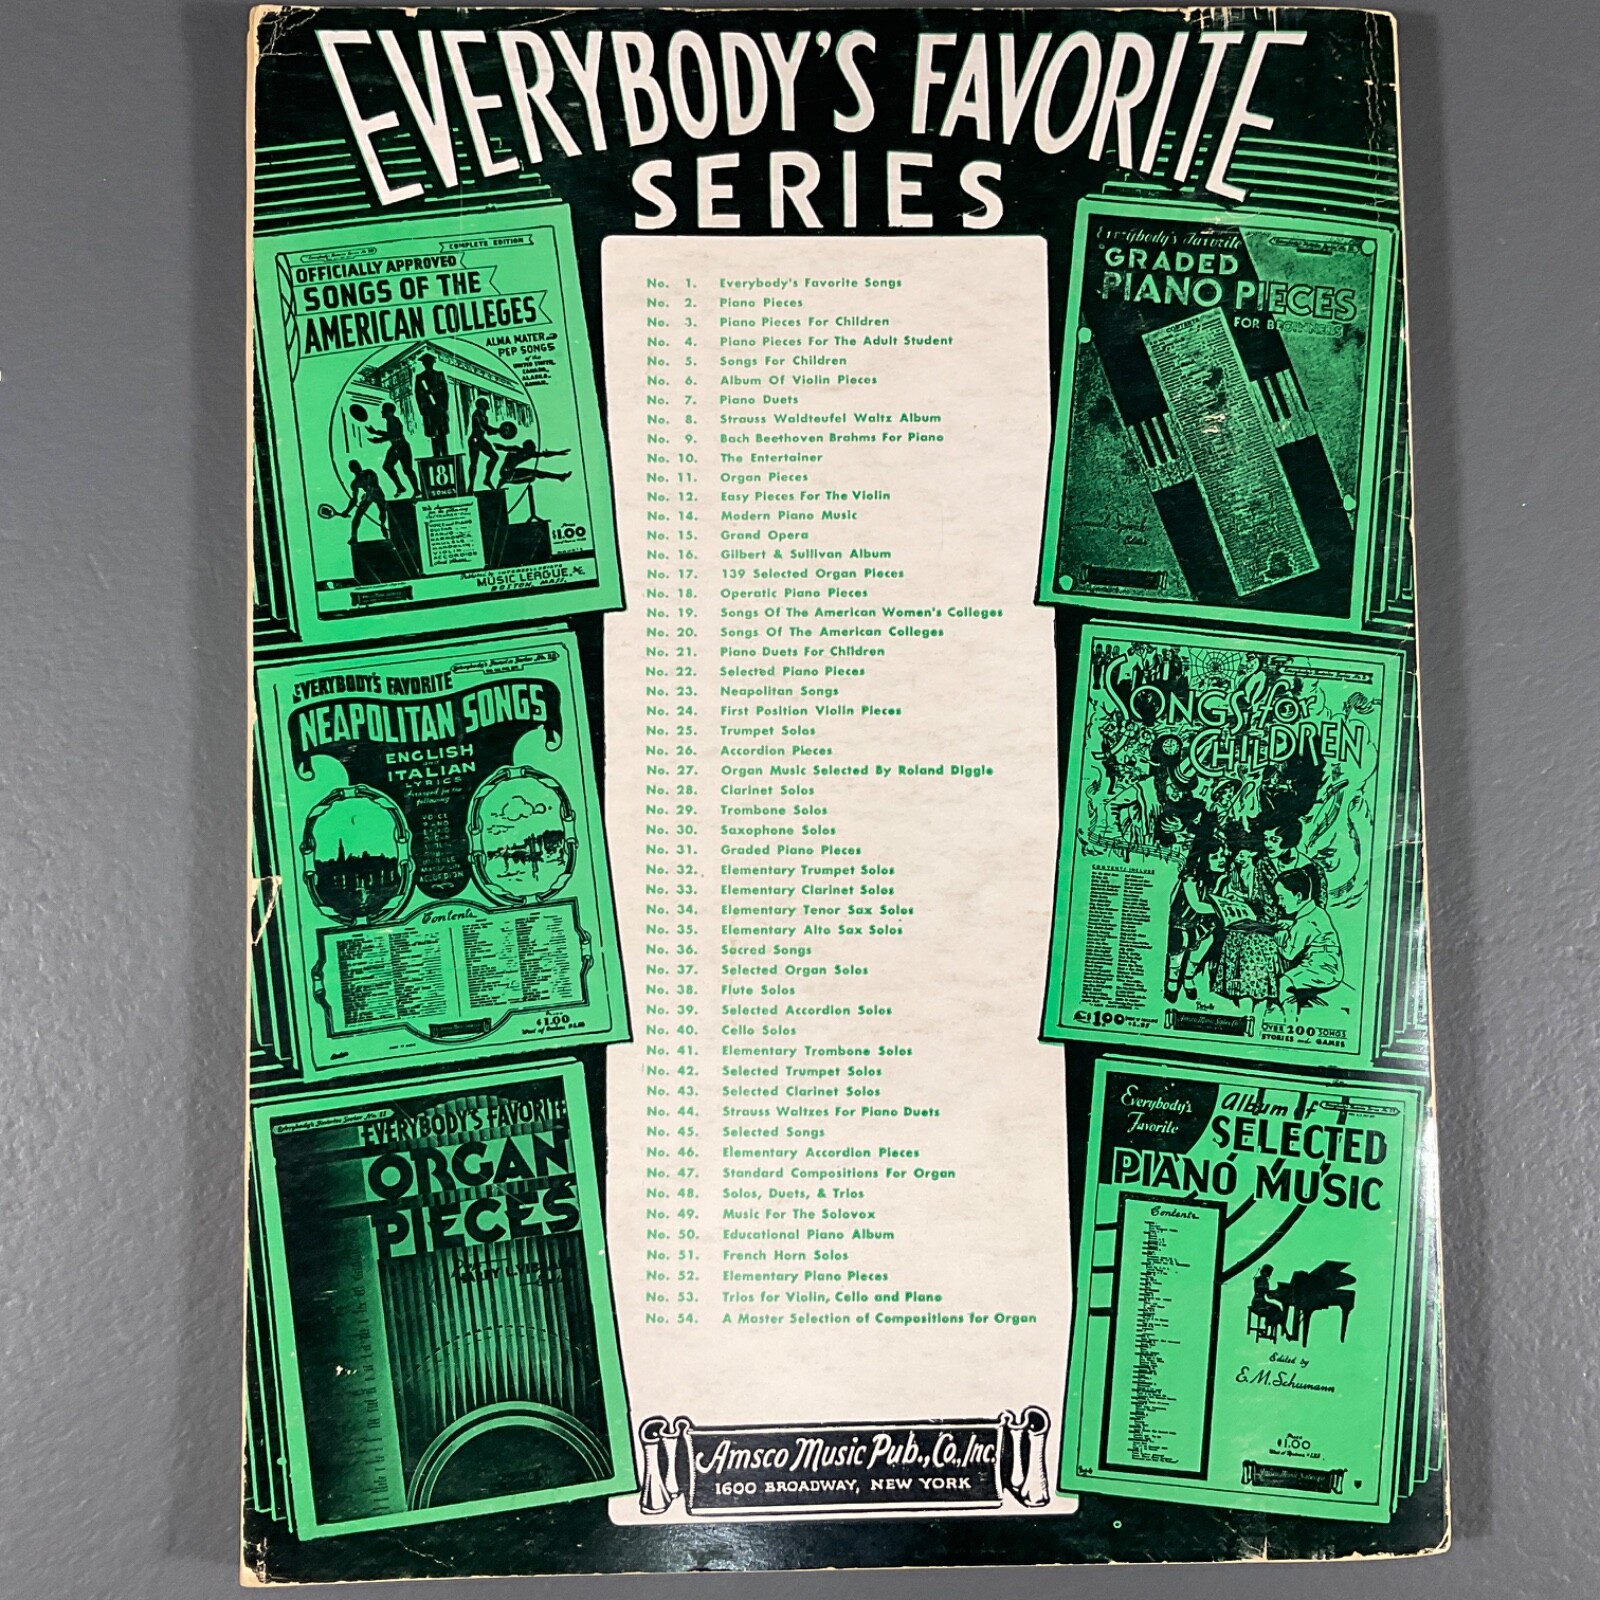 EVERYBODY'S FAVORITE
SERIES
COMPLETE EDITION
OFFICIALLY APPROVED
SONGS OF THE
AMERICAN COLLEGES
ALMA MATER
PEP SONGS
181
SONGS
$1.00
MUSIC LEAGUE
BOSTON, MASS.
EVERYBODY'S FAVORITE
NEAPOLITAN SONGS
ENGLISH
ITALIAN
LYRICS
ACCORDION
Contents
$1.00
Everybody's Favorite Series No. 11
EVERYBODY'S FAVORITE
ORGAN
PIECES
No. 1. Everybody's Favorite Songs
No. 2. Piano Pieces
No. 3. Piano Pieces For Children
No. 4. Piano Pieces For The Adult Student
No. 5. Songs For Children
No. 6. Album Of Violin Pieces
No. 7. Piano Duets
No. 8. Strauss Waldteufel Waltz Album
No. 9. Bach Beethoven Brahms For Piano
No. 10. The Entertainer
No. 11. Organ Pieces
No. 12. Easy Pieces For The Violin
No. 14. Modern Piano Music
No. 15. Grand Opera
No. 16. Gilbert & Sullivan Album
No. 17. 139 Selected Organ Pieces
No. 18. Operatic Piano Pieces
No. 19. Songs Of The American Women's Colleges
No. 20. Songs Of The American Colleges
No. 21. Piano Duets For Children
No. 22. Selected Piano Pieces
No. 23. Neapolitan Songs
No. 24. First Position Violin Pieces
No. 25. Trumpet Solos
No. 26. Accordion Pieces
No. 27. Organ Music Selected By Roland Diggle
No. 28. Clarinet Solos
No. 29. Trombone Solos
No. 30. Saxophone Solos
No. 31. Graded Piano Pieces
No. 32. Elementary Trumpet Solos
No. 33. Elementary Clarinet Solos
No. 34. Elementary Tenor Sax Solos
No. 35. Elementary Alto Sax Solos
No. 36. Sacred Songs
No. 37. Selected Organ Solos
No. 38. Flute Solos
No. 39. Selected Accordion Solos
No. 40. Cello Solos
No. 41. Elementary Trombone Solos
No. 42. Selected Trumpet Solos
No. 43. Selected Clarinet Solos
No. 44. Strauss Waltzes For Piano Duets
No. 45. Selected Songs
No. 46. Elementary Accordion Pieces
No. 47. Standard Compositions For Organ
No. 48. Solos, Duets, & Trios
No. 49. Music For The Solovox
No. 50. Educational Piano Album
No. 51. French Horn Solos
No. 52. Elementary Piano Pieces
No. 53. Trios for Violin, Cello and Piano
No. 54. A Master Selection of Compositions for Organ
Amsco Music Pub., Co., Inc.
1600 BROADWAY, NEW YORK
Everybody's Favorite
GRADED
PIANO PIECES
FOR BEGINNERS
CONTENTS
SONGS for
CHILDREN
CONTENTS INCLUDE
1.00
OVER 200 SONGS
STORIES and GAMES
Everybody's
Favorite
Album of
SELECTED
PIANO MUSIC
Contents
Edited by
E. M. Schumann
Price
$1.00